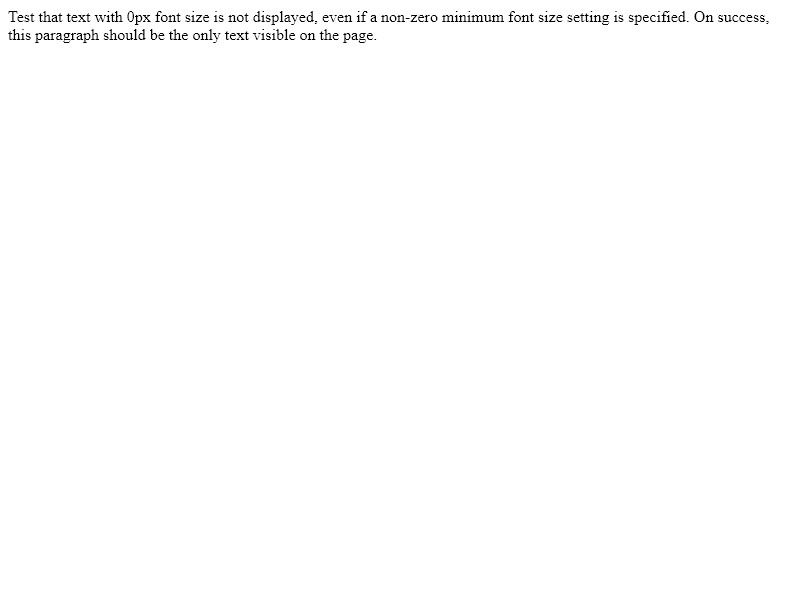 Test that text with 0px font size is not displayed, even if a non-zero minimum font size setting is specified. On success,
this paragraph should be the only text visible on the page.